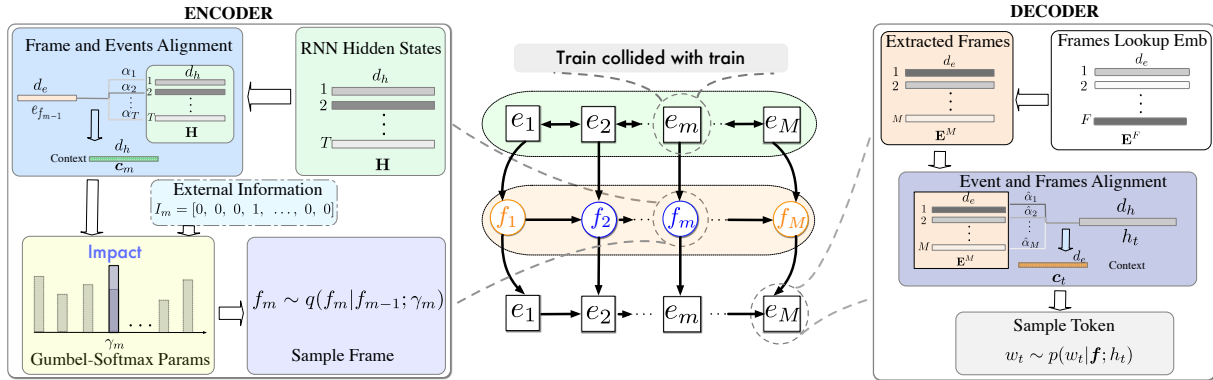 ENCODER
Frame and Events Alignment
d_e
e_{f_{m−1}}
α_1
α_2
⋮
α_T
d_h
1
2
⋮
T
H
d_h
Context
c_m
RNN Hidden States
d_h
1
2
⋮
T
H
External Information
I_m = [0, 0, 0, 1, ..., 0, 0]
Impact
...
γ_m
Gumbel-Softmax Params
f_m ∼ q(f_m|f_{m−1}; γ_m)
Sample Frame
Train collided with train
e_1 e_2 ... e_m ... e_M
f_1 f_2 ... f_m ... f_M
e_1 e_2 ... e_m ... e_M
DECODER
Extracted Frames
d_e
1
2
⋮
M
E^M
Frames Lookup Emb
d_e
1
2
⋮
F
E^F
Event and Frames Alignment
d_e
1
2
⋮
M
E^M
α̂_1
α̂_2
⋮
α̂_M
d_h
h_t
d_e
Context
c_t
Sample Token
w_t ∼ p(w_t|f; h_t)